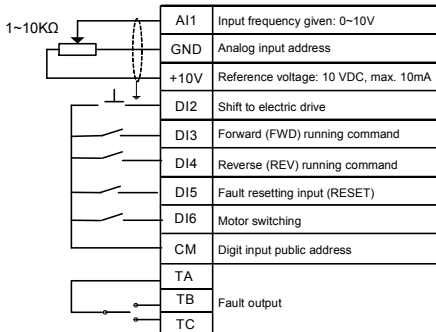 1~10KΩ
AI1 Input frequency given: 0~10V
GND Analog input address
+10V Reference voltage: 10 VDC, max. 10mA
DI2 Shift to electric drive
DI3 Forward (FWD) running command
DI4 Reverse (REV) running command
DI5 Fault resetting input (RESET)
DI6 Motor switching
CM Digit input public address
TA
TB Fault output
TC